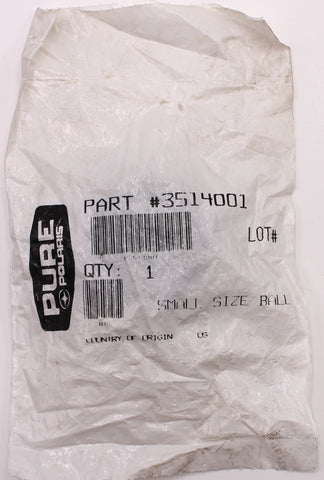 PURE
POLARIS
PART #3514001
LOT#
QTY: 1
SMALL SIZE BALL
COUNTRY OF ORIGIN US